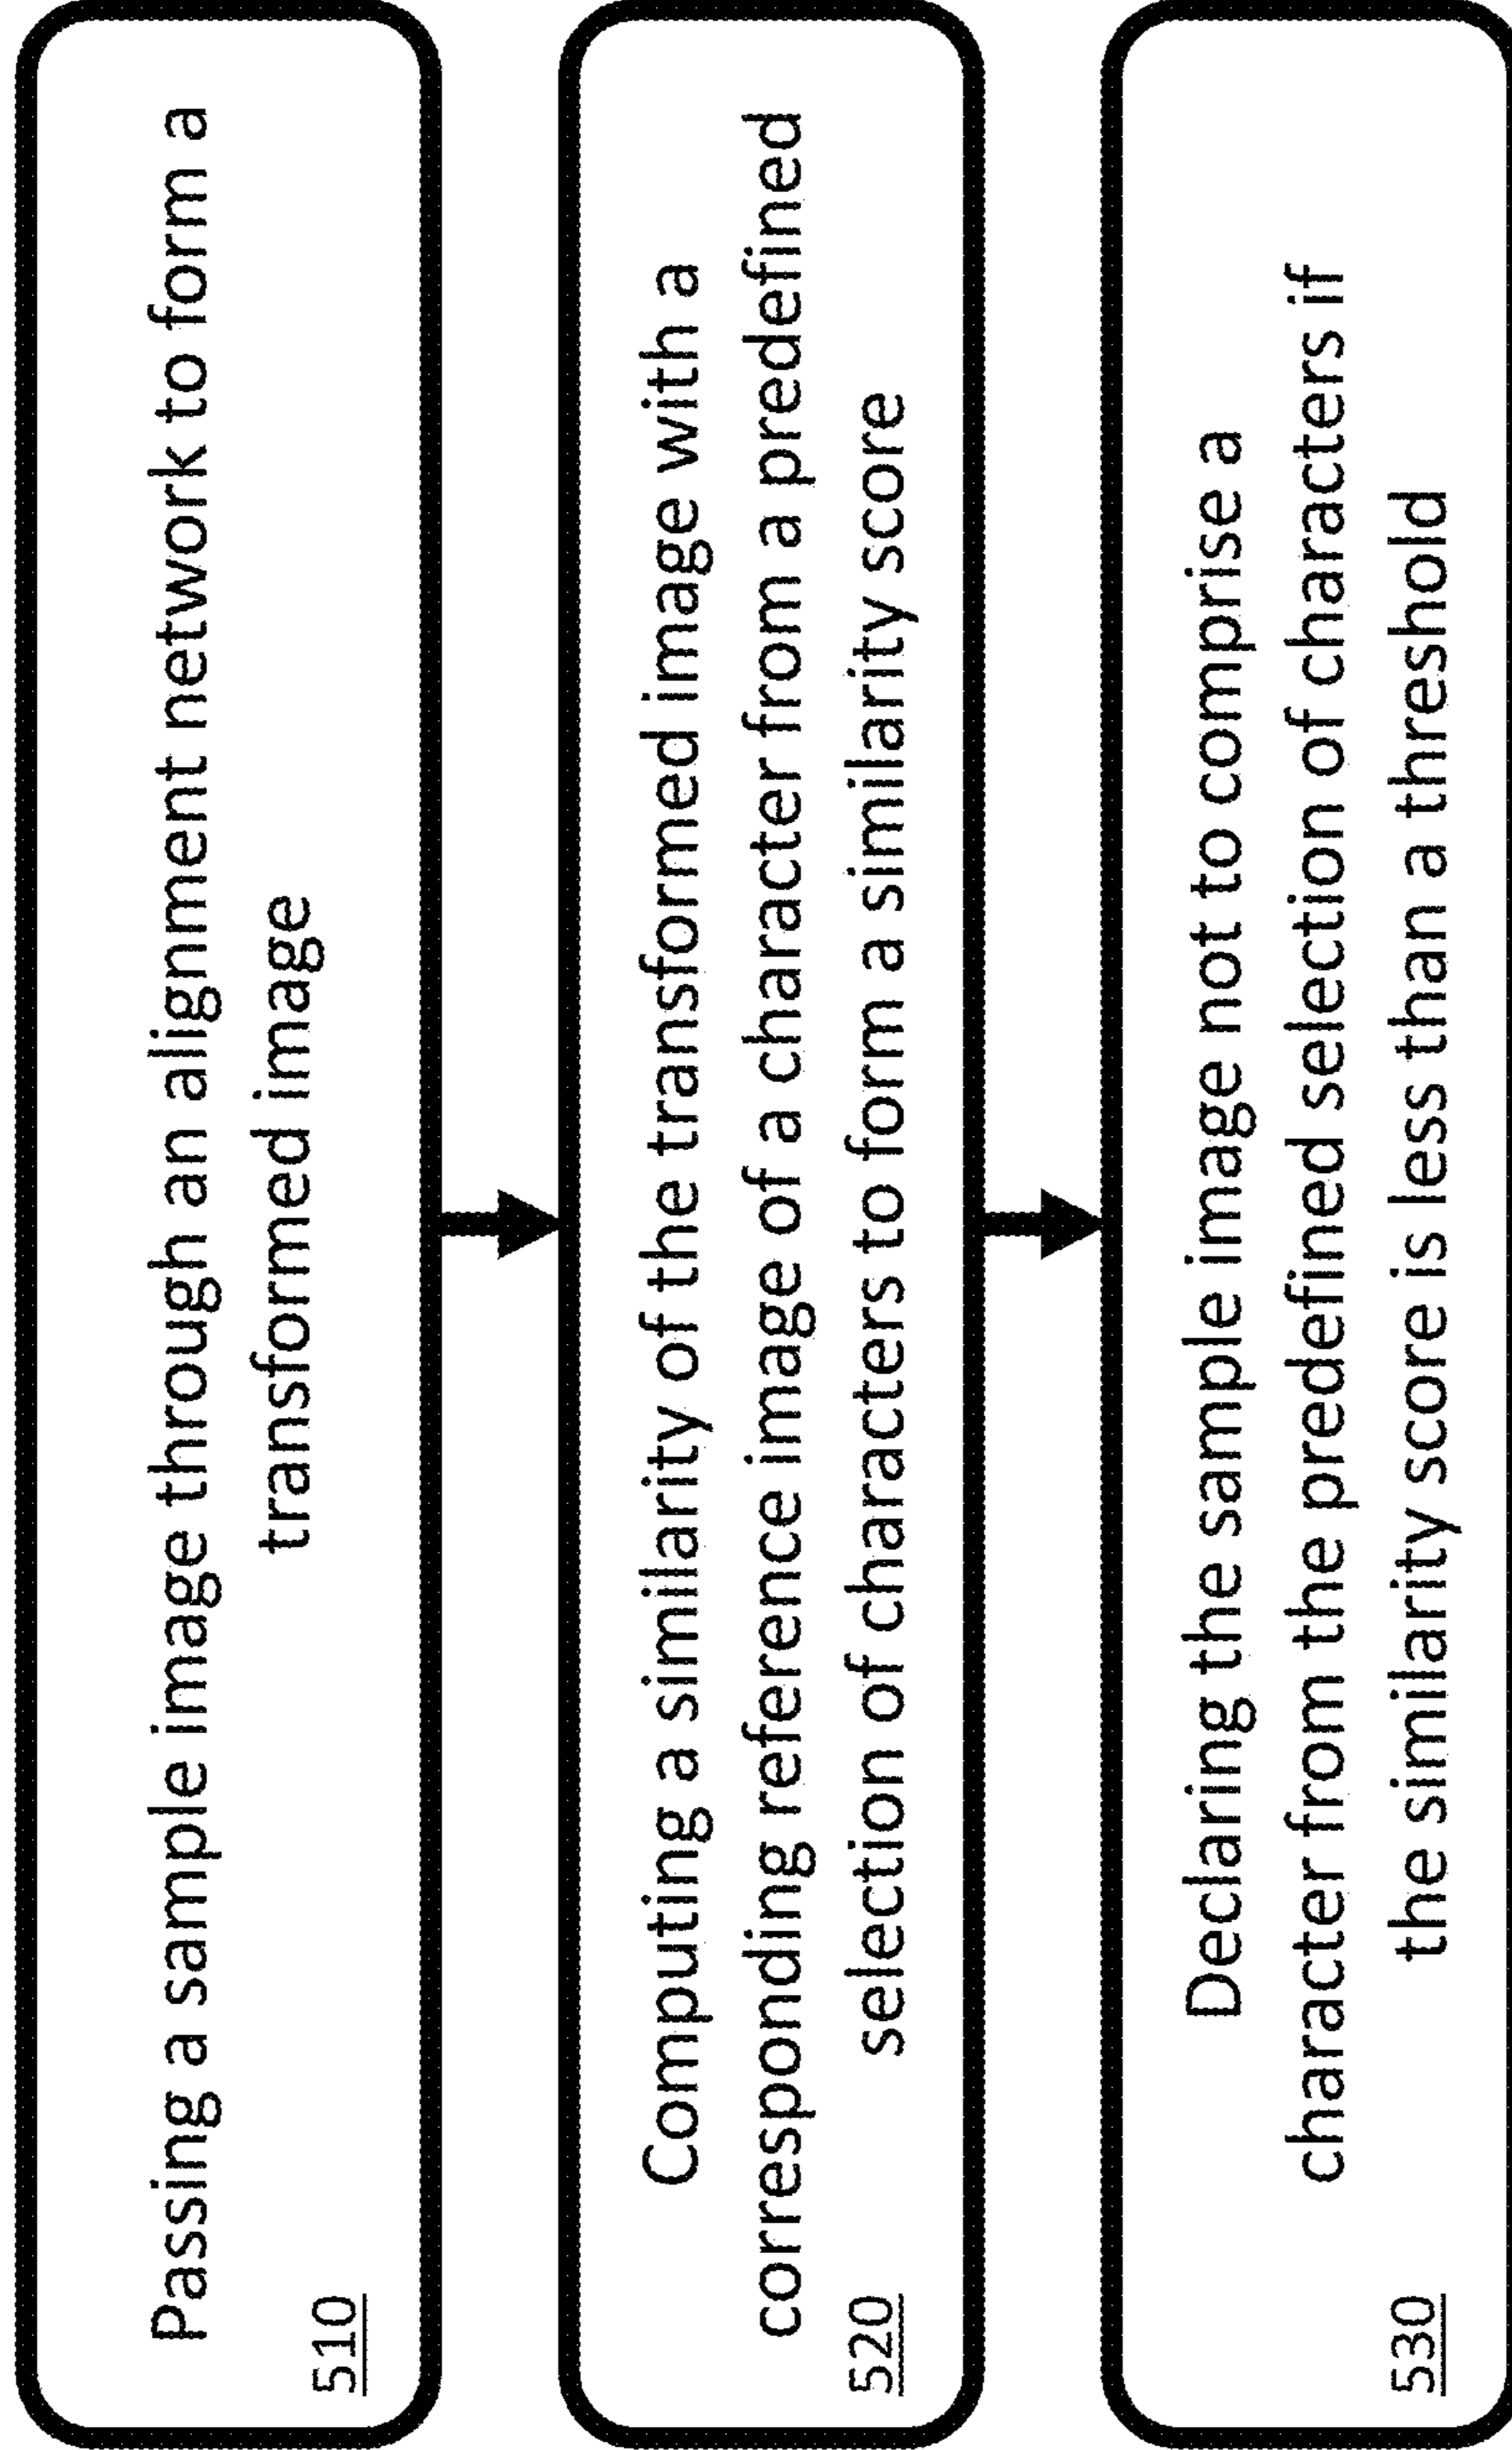 Passing a sample image through an alignment network to form a
transformed image
510
Computing a similarity of the transformed image with a
corresponding reference image of a character from a predefined
selection of characters to form a similarity score
520
Declaring the sample image not to comprise a
character from the predefined selection of characters if
the similarity score is less than a threshold
530